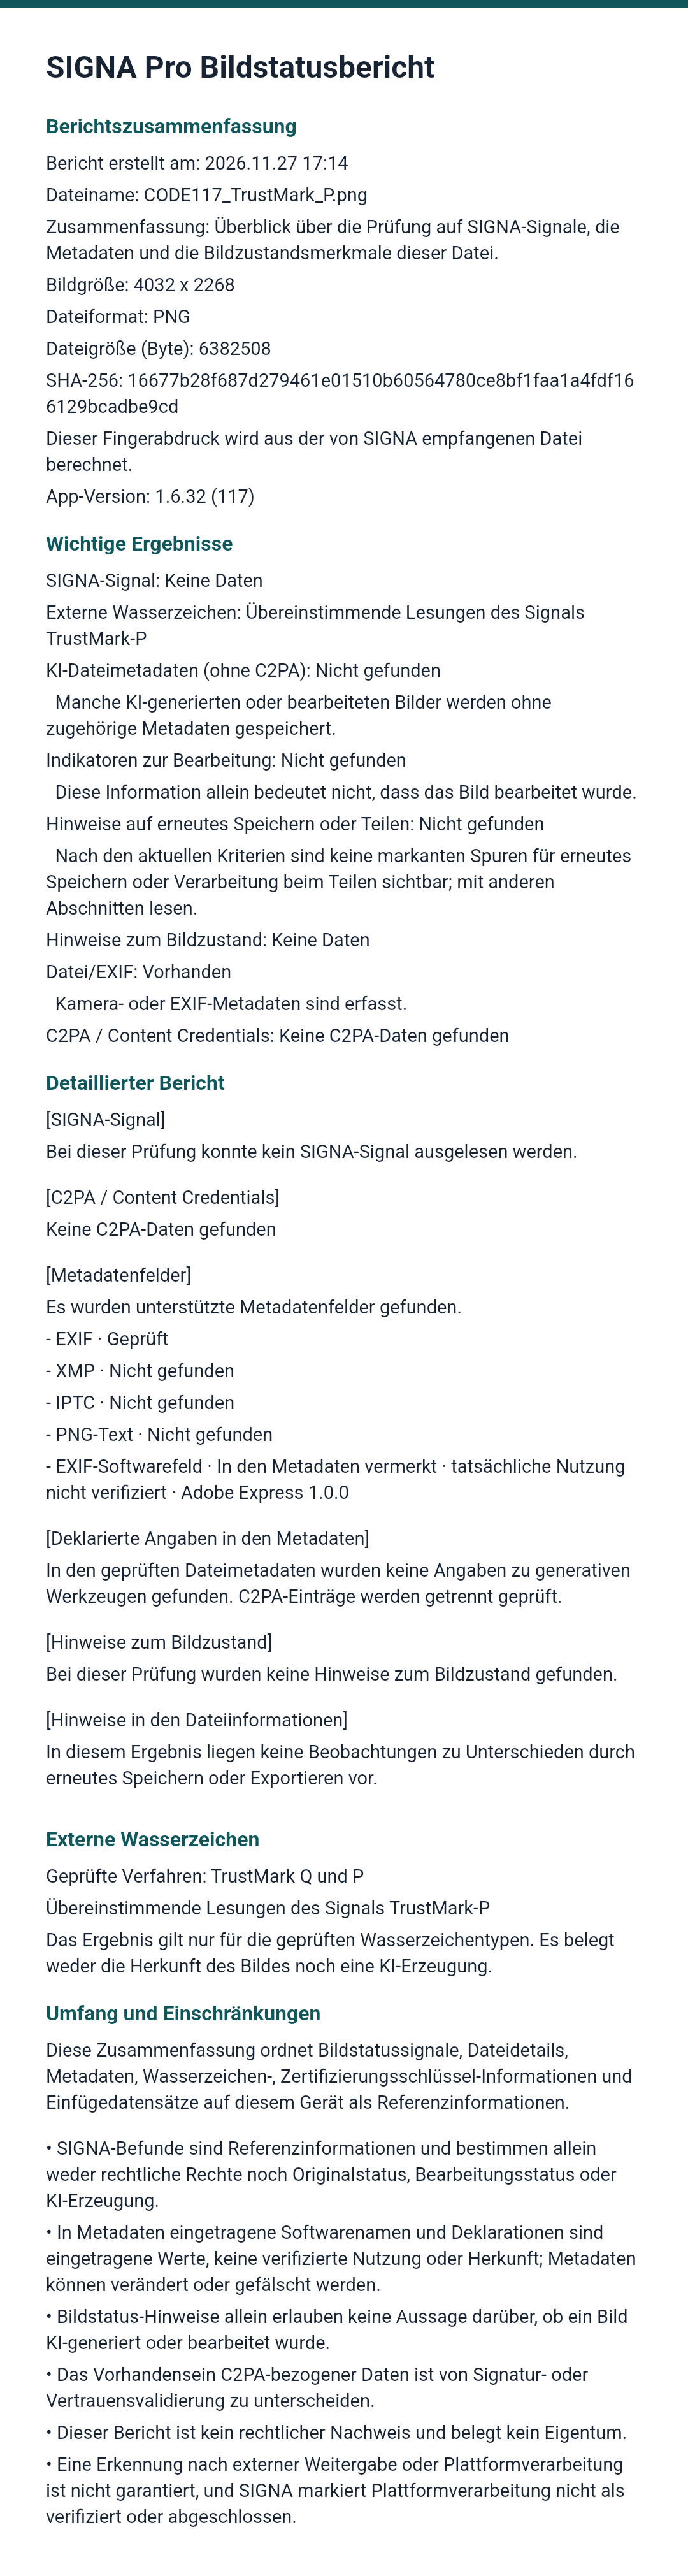 SIGNA Pro Bildstatusbericht
Berichtszusammenfassung
Bericht erstellt am: 2026.11.27 17:14
Dateiname: CODE117_TrustMark_P.png
Zusammenfassung: Überblick über die Prüfung auf SIGNA-Signale, die
Metadaten und die Bildzustandsmerkmale dieser Datei.
Bildgröße: 4032 x 2268
Dateiformat: PNG
Dateigröße (Byte): 6382508
SHA-256: 16677b28f687d279461e01510b60564780ce8bf1faa1a4fdf16
6129bcadbe9cd
Dieser Fingerabdruck wird aus der von SIGNA empfangenen Datei
berechnet.
App-Version: 1.6.32 (117)
Wichtige Ergebnisse
SIGNA-Signal: Keine Daten
Externe Wasserzeichen: Übereinstimmende Lesungen des Signals
TrustMark-P
KI-Dateimetadaten (ohne C2PA): Nicht gefunden
Manche KI-generierten oder bearbeiteten Bilder werden ohne
zugehörige Metadaten gespeichert.
Indikatoren zur Bearbeitung: Nicht gefunden
Diese Information allein bedeutet nicht, dass das Bild bearbeitet wurde.
Hinweise auf erneutes Speichern oder Teilen: Nicht gefunden
Nach den aktuellen Kriterien sind keine markanten Spuren für erneutes
Speichern oder Verarbeitung beim Teilen sichtbar; mit anderen
Abschnitten lesen.
Hinweise zum Bildzustand: Keine Daten
Datei/EXIF: Vorhanden
Kamera- oder EXIF-Metadaten sind erfasst.
C2PA / Content Credentials: Keine C2PA-Daten gefunden
Detaillierter Bericht
[SIGNA-Signal]
Bei dieser Prüfung konnte kein SIGNA-Signal ausgelesen werden.
[C2PA / Content Credentials]
Keine C2PA-Daten gefunden
[Metadatenfelder]
Es wurden unterstützte Metadatenfelder gefunden.
- EXIF · Geprüft
- XMP · Nicht gefunden
- IPTC · Nicht gefunden
- PNG-Text · Nicht gefunden
- EXIF-Softwarefeld · In den Metadaten vermerkt · tatsächliche Nutzung
nicht verifiziert · Adobe Express 1.0.0
[Deklarierte Angaben in den Metadaten]
In den geprüften Dateimetadaten wurden keine Angaben zu generativen
Werkzeugen gefunden. C2PA-Einträge werden getrennt geprüft.
[Hinweise zum Bildzustand]
Bei dieser Prüfung wurden keine Hinweise zum Bildzustand gefunden.
[Hinweise in den Dateiinformationen]
In diesem Ergebnis liegen keine Beobachtungen zu Unterschieden durch
erneutes Speichern oder Exportieren vor.
Externe Wasserzeichen
Geprüfte Verfahren: TrustMark Q und P
Übereinstimmende Lesungen des Signals TrustMark-P
Das Ergebnis gilt nur für die geprüften Wasserzeichentypen. Es belegt
weder die Herkunft des Bildes noch eine KI-Erzeugung.
Umfang und Einschränkungen
Diese Zusammenfassung ordnet Bildstatussignale, Dateidetails,
Metadaten, Wasserzeichen-, Zertifizierungsschlüssel-Informationen und
Einfügedatensätze auf diesem Gerät als Referenzinformationen.
• SIGNA-Befunde sind Referenzinformationen und bestimmen allein
weder rechtliche Rechte noch Originalstatus, Bearbeitungsstatus oder
KI-Erzeugung.
• In Metadaten eingetragene Softwarenamen und Deklarationen sind
eingetragene Werte, keine verifizierte Nutzung oder Herkunft; Metadaten
können verändert oder gefälscht werden.
• Bildstatus-Hinweise allein erlauben keine Aussage darüber, ob ein Bild
KI-generiert oder bearbeitet wurde.
• Das Vorhandensein C2PA-bezogener Daten ist von Signatur- oder
Vertrauensvalidierung zu unterscheiden.
• Dieser Bericht ist kein rechtlicher Nachweis und belegt kein Eigentum.
• Eine Erkennung nach externer Weitergabe oder Plattformverarbeitung
ist nicht garantiert, und SIGNA markiert Plattformverarbeitung nicht als
verifiziert oder abgeschlossen.